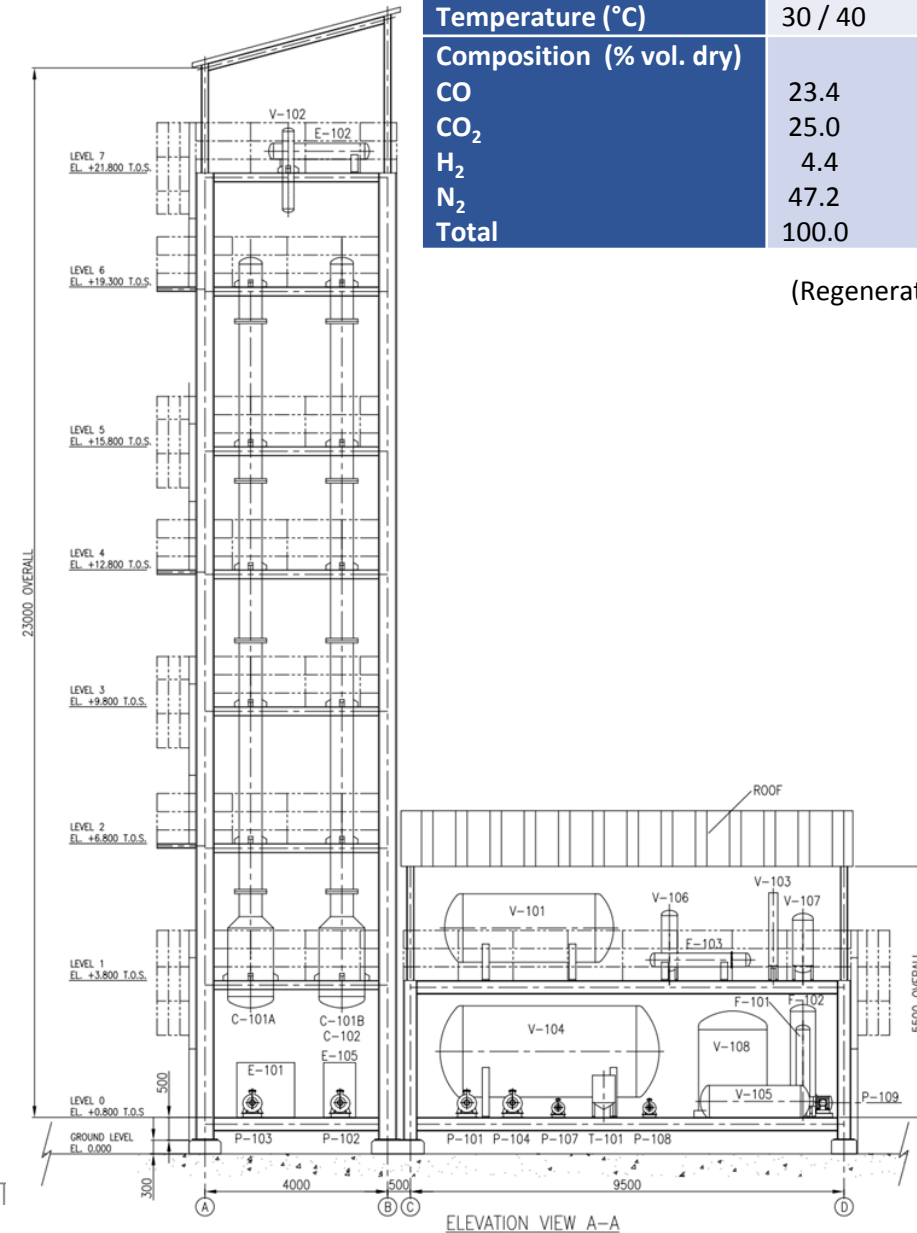 Temperature (°C) 30 / 40
Composition (% vol. dry)
CO 23.4
CO₂ 25.0
H₂ 4.4
N₂ 47.2
Total 100.0
V-102
E-102
LEVEL 7
EL. +21.800 T.O.S.
LEVEL 6
EL. +19.300 T.O.S.
LEVEL 5
EL. +15.800 T.O.S.
LEVEL 4
EL. +12.800 T.O.S.
23000 OVERALL
LEVEL 3
EL. +9.800 T.O.S.
ROOF
LEVEL 2
EL. +6.800 T.O.S.
V-101
V-106
V-103
V-107
E-103
LEVEL 1
EL. +3.800 T.O.S.
C-101A
C-101B
C-102
V-104
F-101
F-102
5500 OVERALL
E-101
E-105
V-108
V-105
P-109
500
LEVEL 0
EL. +0.800 T.O.S
GROUND LEVEL
EL. 0.000
P-103 P-102 P-101 P-104 P-107 T-101 P-108
300
4000 500 9500
A B C D
ELEVATION VIEW A-A